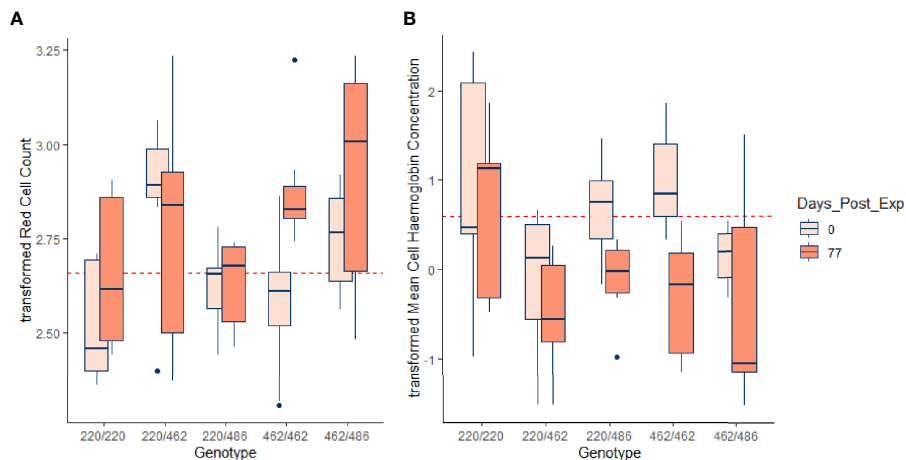 A
transformed Red Cell Count
3.25
3.00
2.75
2.50
220/220 220/462 220/486 462/462 462/486
Genotype
B
transformed Mean Cell Haemoglobin Concentration
2
1
0
-1
220/220 220/462 220/486 462/462 462/486
Genotype
Days_Post_Exp
0
77